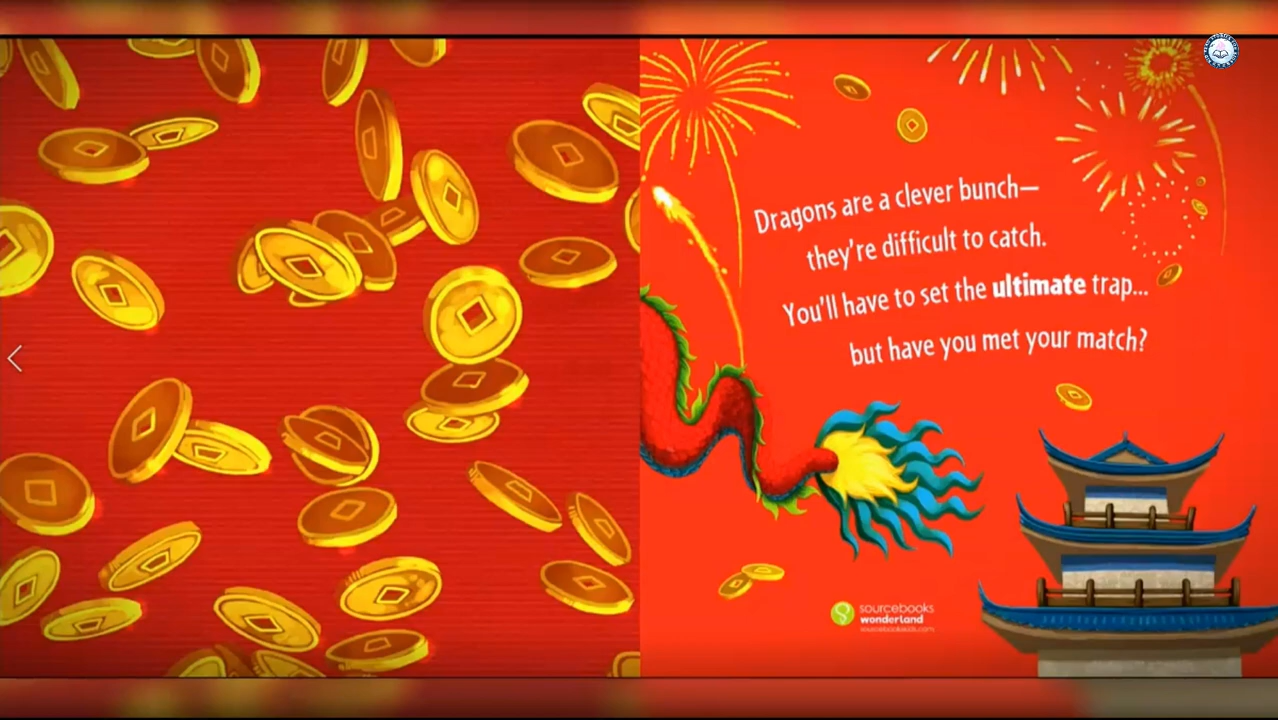 Dragons are a clever bunch—
they're difficult to catch.
You'll have to set the ultimate trap...
but have you met your match?
sourcebooks
wonderland